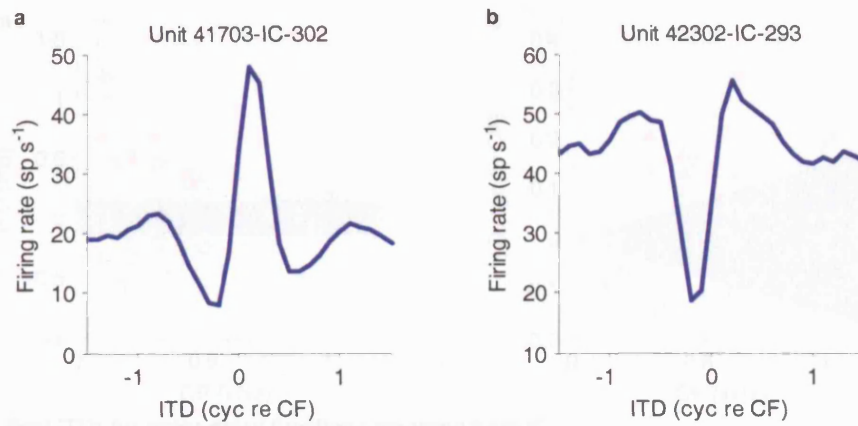 a
Unit 41703-IC-302
50
40
30
20
10
0
Firing rate (sp s⁻¹)
-1 0 1
ITD (cyc re CF)
b
Unit 42302-IC-293
60
50
40
30
20
10
Firing rate (sp s⁻¹)
-1 0 1
ITD (cyc re CF)